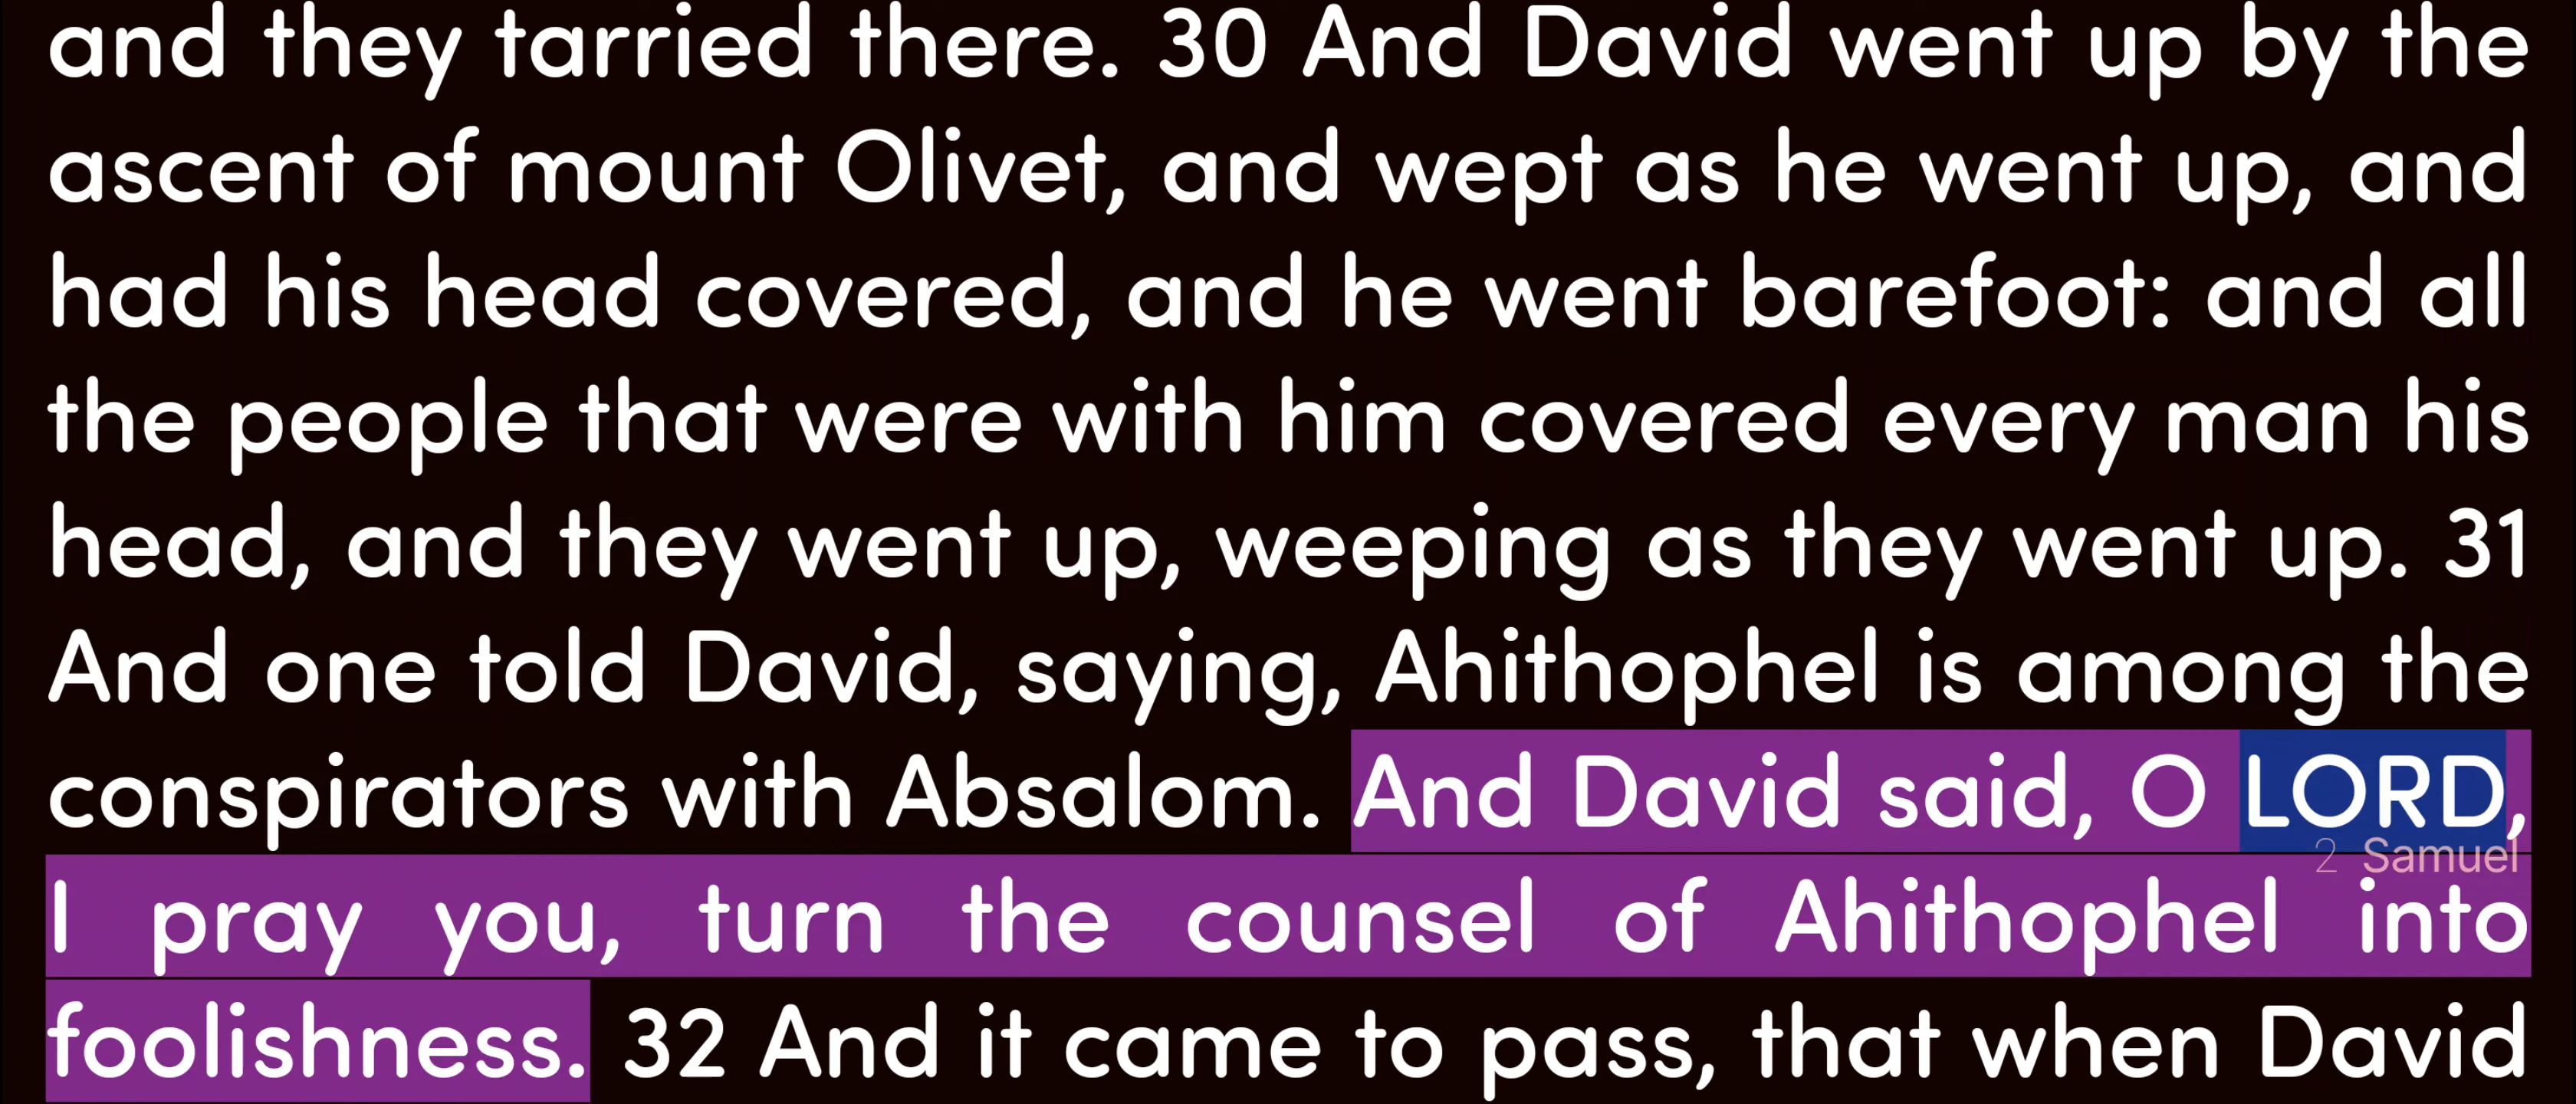 and they tarried there. 30 And David went up by the
ascent of mount Olivet, and wept as he went up, and
had his head covered, and he went barefoot: and all
the people that were with him covered every man his
head, and they went up, weeping as they went up. 31
And one told David, saying, Ahithophel is among the
conspirators with Absalom. And David said, O LORD,
2 Samuel
I pray you, turn the counsel of Ahithophel into
foolishness. 32 And it came to pass, that when David